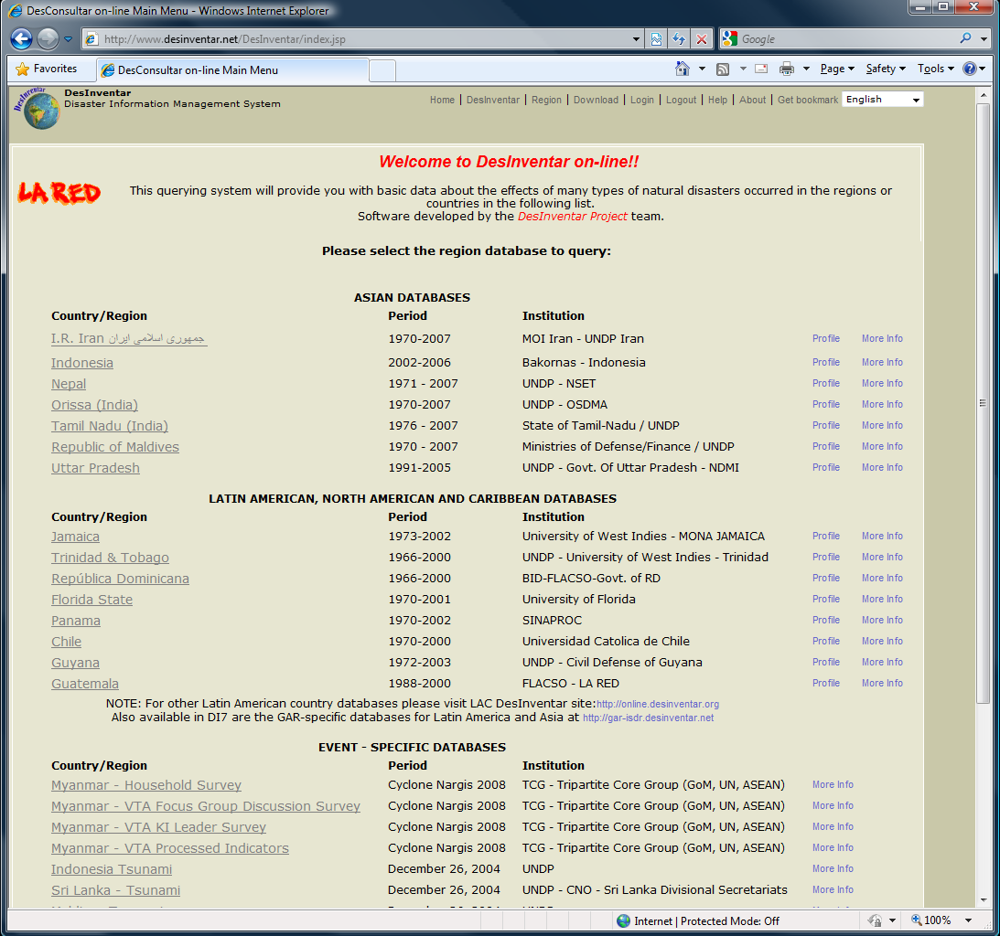 DesConsultar on-line Main Menu - Windows Internet Explorer
http://www.desinventar.net/DesInventar/index.jsp
Google
Favorites
DesConsultar on-line Main Menu
Page Safety Tools
DesInventar
DesInventar
Disaster Information Management System
Home | DesInventar | Region | Download | Login | Logout | Help | About | Get bookmark English
Welcome to DesInventar on-line!!
LA RED
This querying system will provide you with basic data about the effects of many types of natural disasters occurred in the regions or
countries in the following list.
Software developed by the DesInventar Project team.
Please select the region database to query:
ASIAN DATABASES
Country/Region Period Institution
I.R. Iran جمهوری اسلامی ایران 1970-2007 MOI Iran - UNDP Iran Profile More Info
Indonesia 2002-2006 Bakornas - Indonesia Profile More Info
Nepal 1971 - 2007 UNDP - NSET Profile More Info
Orissa (India) 1970-2007 UNDP - OSDMA Profile More Info
Tamil Nadu (India) 1976 - 2007 State of Tamil-Nadu / UNDP Profile More Info
Republic of Maldives 1970 - 2007 Ministries of Defense/Finance / UNDP Profile More Info
Uttar Pradesh 1991-2005 UNDP - Govt. Of Uttar Pradesh - NDMI Profile More Info
LATIN AMERICAN, NORTH AMERICAN AND CARIBBEAN DATABASES
Country/Region Period Institution
Jamaica 1973-2002 University of West Indies - MONA JAMAICA Profile More Info
Trinidad & Tobago 1966-2000 UNDP - University of West Indies - Trinidad Profile More Info
República Dominicana 1966-2000 BID-FLACSO-Govt. of RD Profile More Info
Florida State 1970-2001 University of Florida Profile More Info
Panama 1970-2002 SINAPROC Profile More Info
Chile 1970-2000 Universidad Catolica de Chile Profile More Info
Guyana 1972-2003 UNDP - Civil Defense of Guyana Profile More Info
Guatemala 1988-2000 FLACSO - LA RED Profile More Info
NOTE: For other Latin American country databases please visit LAC DesInventar site:http://online.desinventar.org
Also available in DI7 are the GAR-specific databases for Latin America and Asia at http://gar-isdr.desinventar.net
EVENT - SPECIFIC DATABASES
Country/Region Period Institution
Myanmar - Household Survey Cyclone Nargis 2008 TCG - Tripartite Core Group (GoM, UN, ASEAN) More Info
Myanmar - VTA Focus Group Discussion Survey Cyclone Nargis 2008 TCG - Tripartite Core Group (GoM, UN, ASEAN) More Info
Myanmar - VTA KI Leader Survey Cyclone Nargis 2008 TCG - Tripartite Core Group (GoM, UN, ASEAN) More Info
Myanmar - VTA Processed Indicators Cyclone Nargis 2008 TCG - Tripartite Core Group (GoM, UN, ASEAN) More Info
Indonesia Tsunami December 26, 2004 UNDP More Info
Sri Lanka - Tsunami December 26, 2004 UNDP - CNO - Sri Lanka Divisional Secretariats More Info
Internet | Protected Mode: Off 100%